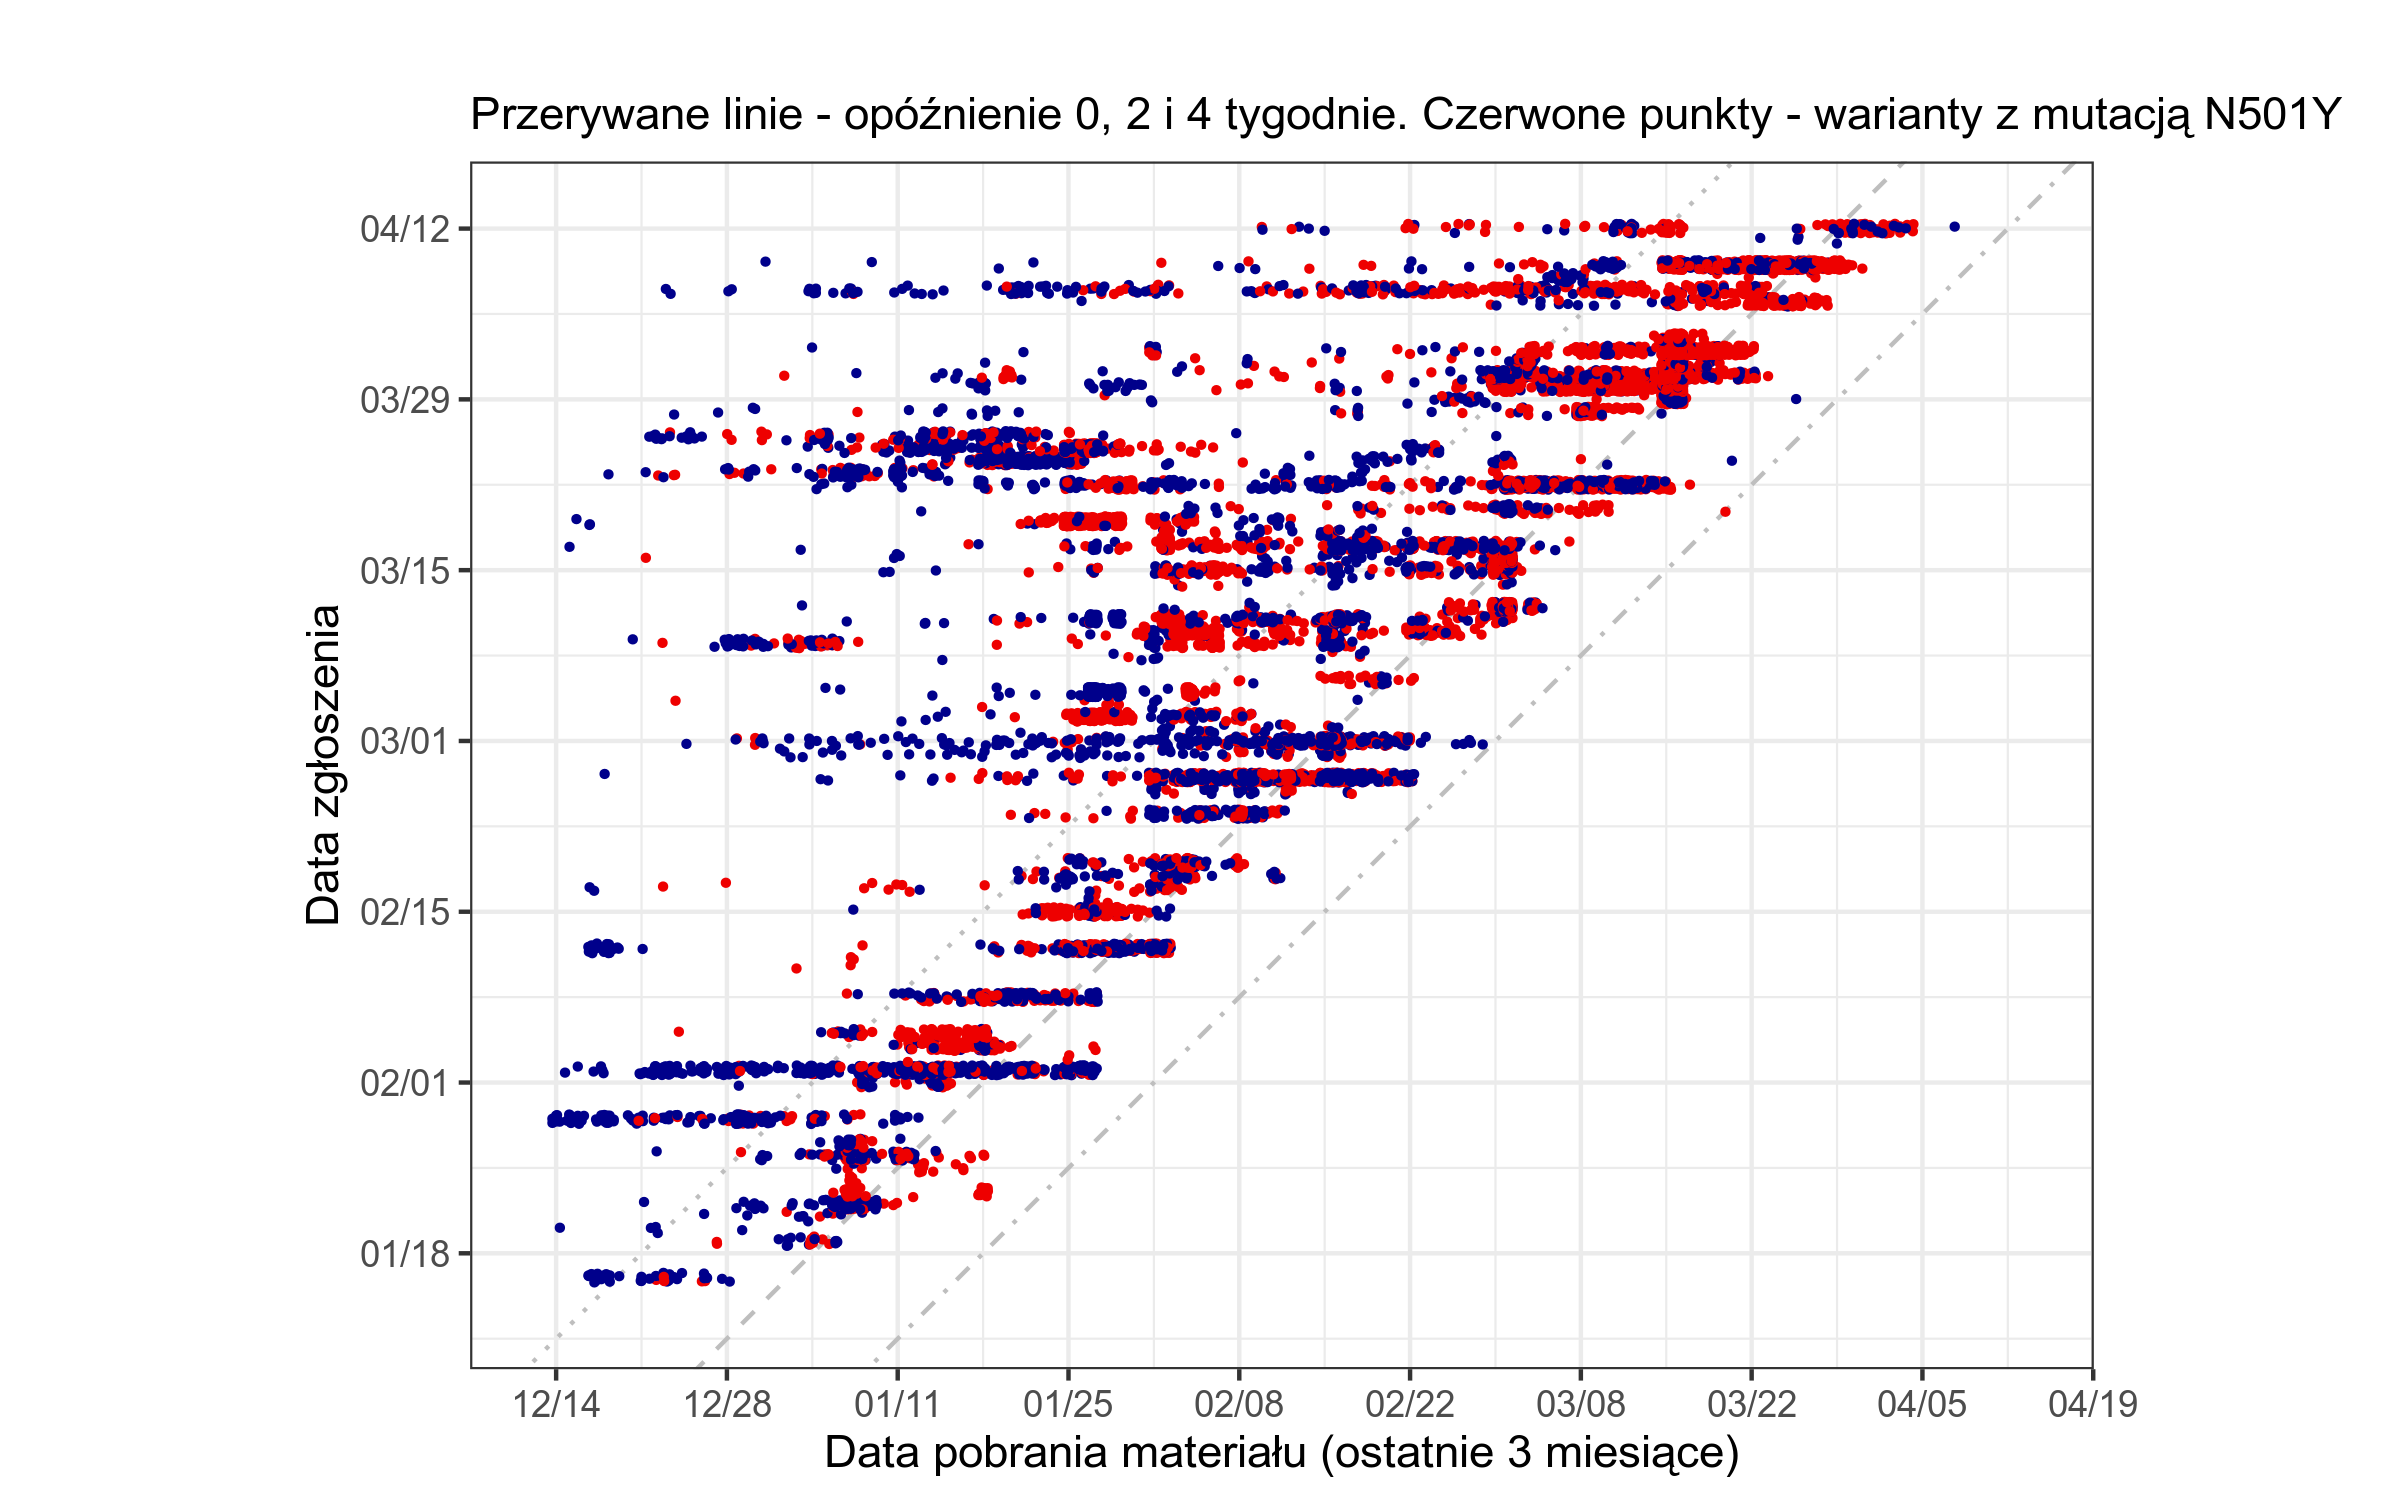 Przerywane linie - opóźnienie 0, 2 i 4 tygodnie. Czerwone punkty - warianty z mutacją N501Y
Data zgłoszenia
04/12
03/29
03/15
03/01
02/15
02/01
01/18
12/14 12/28 01/11 01/25 02/08 02/22 03/08 03/22 04/05 04/19
Data pobrania materiału (ostatnie 3 miesiące)